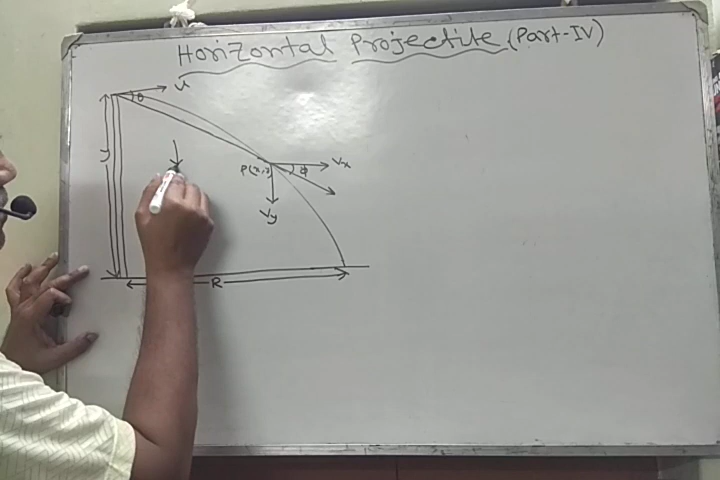 Horizontal Projectile (Part-IV)
u
θ
y
P(x,y)
Vx
φ
Vy
R